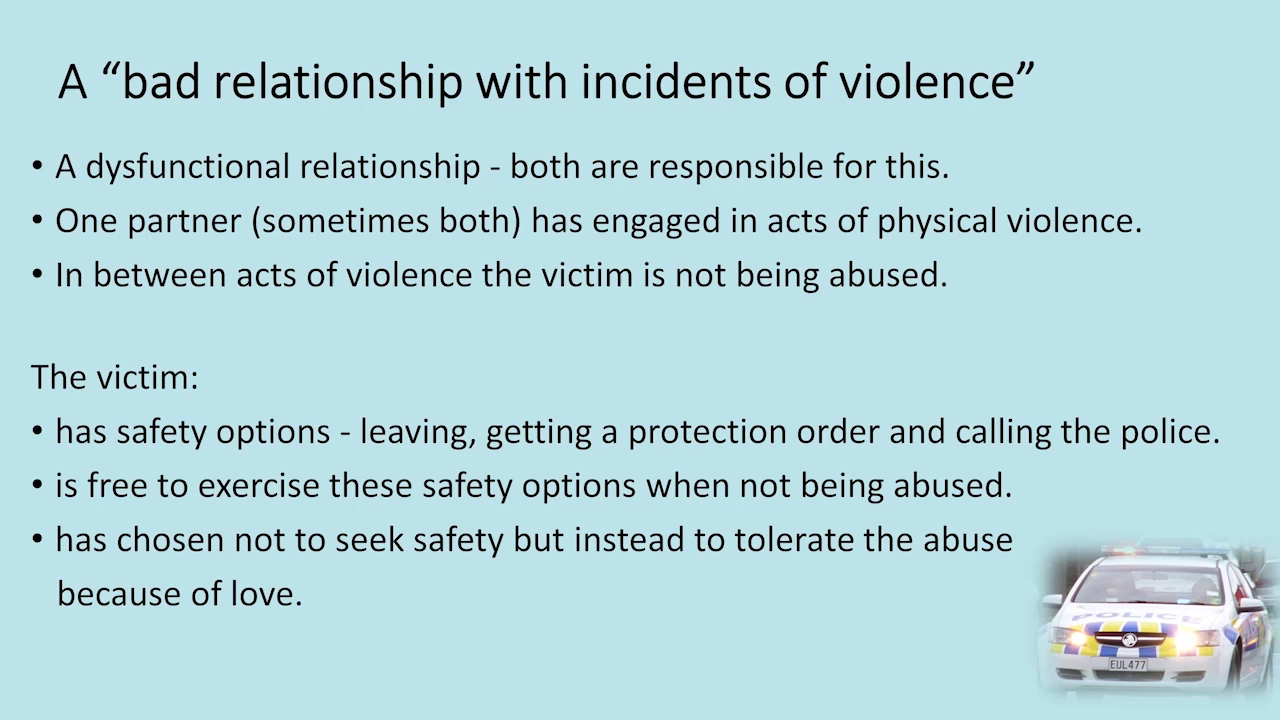 A “bad relationship with incidents of violence”
• A dysfunctional relationship - both are responsible for this.
• One partner (sometimes both) has engaged in acts of physical violence.
• In between acts of violence the victim is not being abused.
The victim:
• has safety options - leaving, getting a protection order and calling the police.
• is free to exercise these safety options when not being abused.
• has chosen not to seek safety but instead to tolerate the abuse
because of love.
POLICE
EUL477